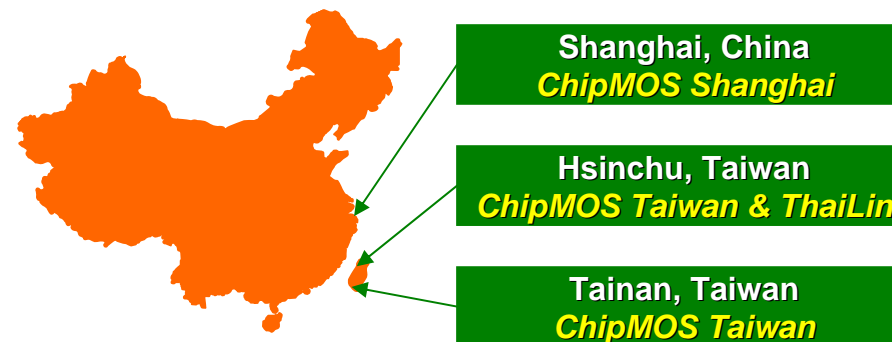 Shanghai, China
ChipMOS Shanghai
Hsinchu, Taiwan
ChipMOS Taiwan & ThaiLin
Tainan, Taiwan
ChipMOS Taiwan